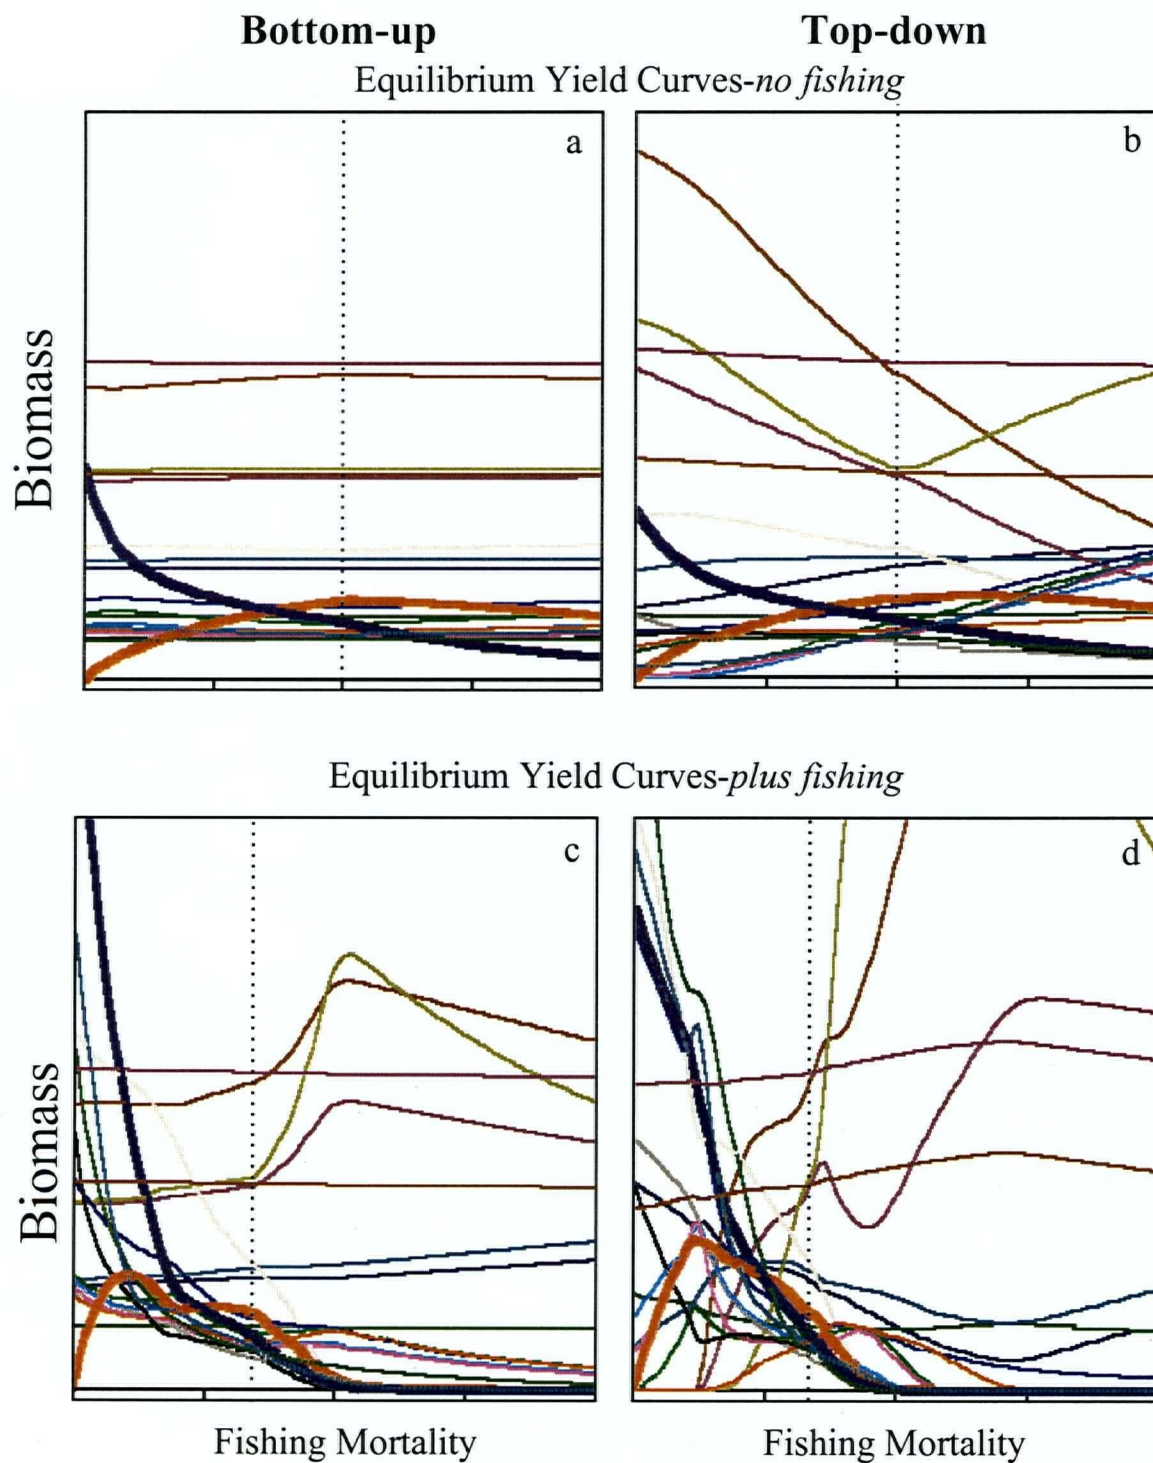 Bottom-up Top-down
Equilibrium Yield Curves-no fishing
a b
Biomass
Equilibrium Yield Curves-plus fishing
c d
Biomass
Fishing Mortality Fishing Mortality